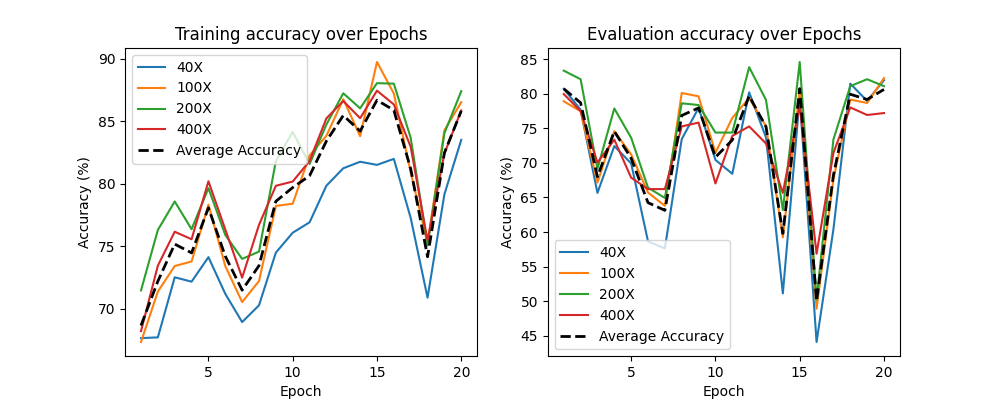 Training accuracy over Epochs
90
85
80
75
70
Accuracy (%)
40X
100X
200X
400X
Average Accuracy
5
10
15
20
Epoch
Evaluation accuracy over Epochs
85
80
75
70
65
60
55
50
45
Accuracy (%)
40X
100X
200X
400X
Average Accuracy
5
10
15
20
Epoch